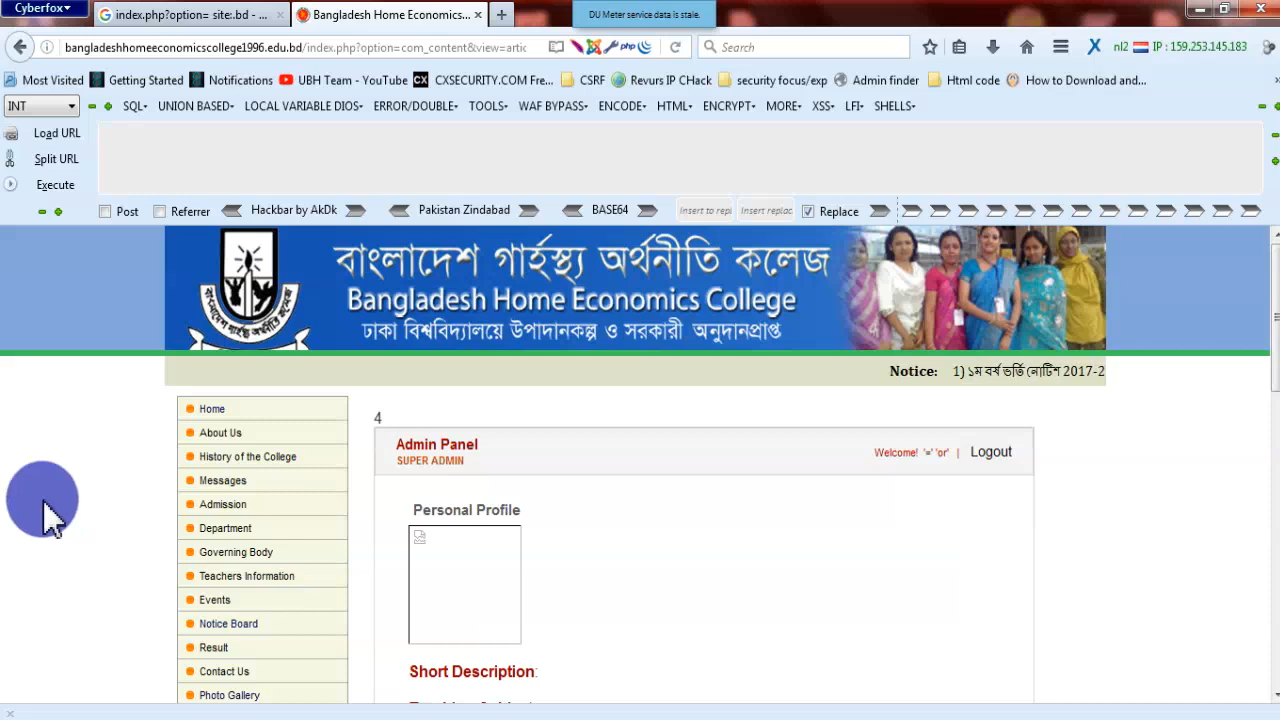 Cyberfox
index.php?option= site:.bd - ...
Bangladesh Home Economics...
DU Meter service data is stale.
bangladeshhomeeconomicscollege1996.edu.bd/index.php?option=com_content&view=artic
php
Search
nl2
IP : 159.253.145.183
Most Visited
Getting Started
Notifications
UBH Team - YouTube
CX
CXSECURITY.COM Fre...
CSRF
Revurs IP CHack
security focus/exp
Admin finder
Html code
How to Download and...
INT
SQL
UNION BASED
LOCAL VARIABLE DIOS
ERROR/DOUBLE
TOOLS
WAF BYPASS
ENCODE
HTML
ENCRYPT
MORE
XSS
LFI
SHELLS
Load URL
Split URL
Execute
Post
Referrer
Hackbar by AkDk
Pakistan Zindabad
BASE64
Insert to repl
Insert replac
Replace
বাংলাদেশ গার্হস্থ্য অর্থনীতি কলেজ
Bangladesh Home Economics College
ঢাকা বিশ্ববিদ্যালয়ে উপাদানকল্প ও সরকারী অনুদানপ্রাপ্ত
Notice: 1) ১ম বর্ষ ভর্তি নোটিশ 2017-2
Home
About Us
History of the College
Messages
Admission
Department
Governing Body
Teachers Information
Events
Notice Board
Result
Contact Us
Photo Gallery
4
Admin Panel
SUPER ADMIN
Welcome! '=' 'or' | Logout
Personal Profile
Short Description: